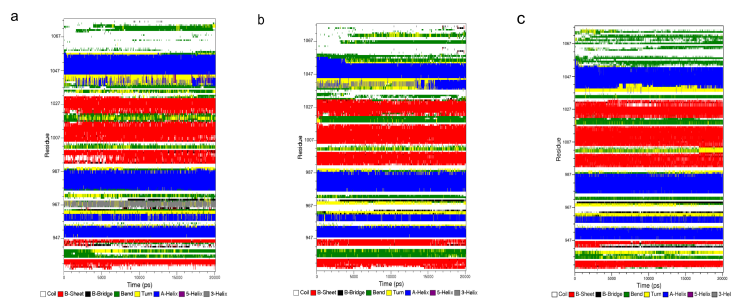 a
b
c
1067
1047
1027
1007
987
967
947
Residue
0 5000 10000 15000 20000
Time (ps)
Coil B-Sheet B-Bridge Bend Turn A-Helix 5-Helix 3-Helix
1067
1047
1027
1007
987
967
947
Residue
0 5000 10000 15000 20000
Time (ps)
Coil B-Sheet B-Bridge Bend Turn A-Helix 5-Helix 3-Helix
1067
1047
1027
1007
987
967
947
Residue
0 5000 10000 15000 20000
Time (ps)
Coil B-Sheet B-Bridge Bend Turn A-Helix 5-Helix 3-Helix